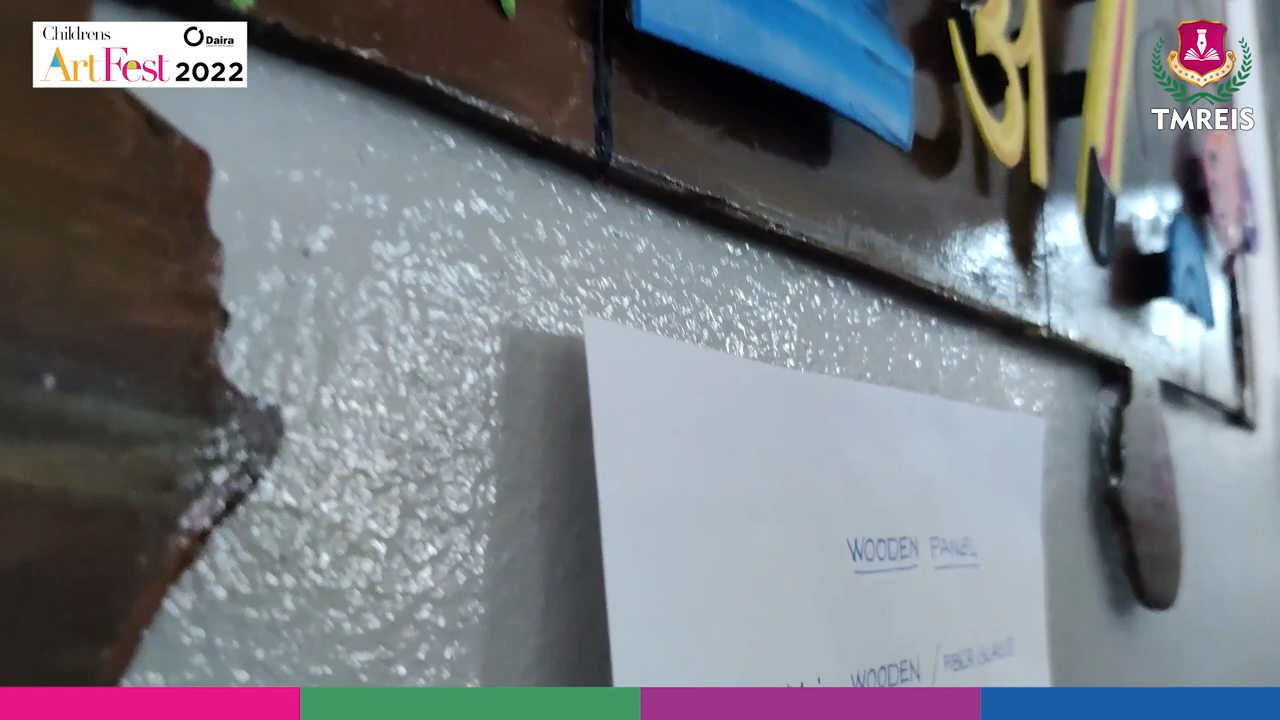 Childrens
Daira
ArtFest 2022
TMREIS
अ
WOODEN PANEL
WOODEN / FIBER GLASS